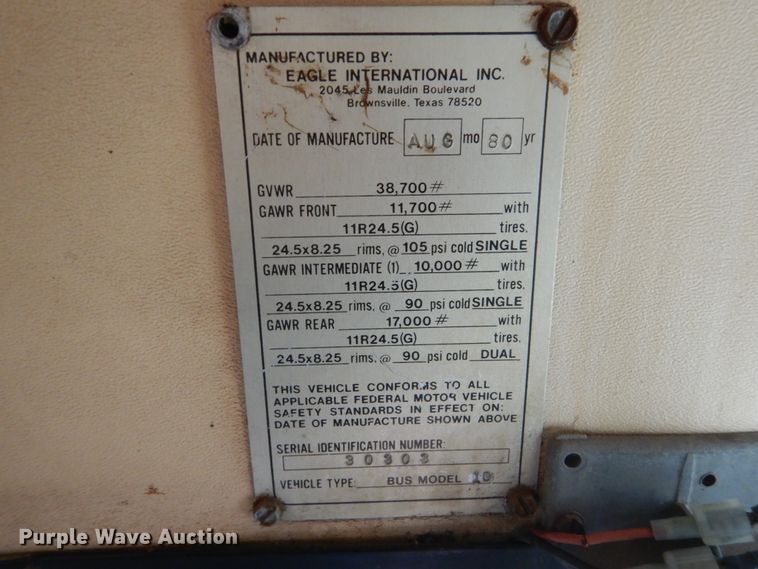 MANUFACTURED BY:
EAGLE INTERNATIONAL INC.
2045 Les Mauldin Boulevard
Brownsville, Texas 78520
DATE OF MANUFACTURE AUG mo 80 yr
GVWR 38,700#
GAWR FRONT 11,700# with
11R24.5(G) tires,
24.5x8.25 rims, @ 105 psi cold SINGLE
GAWR INTERMEDIATE (1) 10,000# with
11R24.5(G) tires.
24.5x8.25 rims, @ 90 psi cold SINGLE
GAWR REAR 17,000# with
11R24.5(G) tires,
24.5x8.25 rims, @ 90 psi cold DUAL
THIS VEHICLE CONFORMS TO ALL
APPLICABLE FEDERAL MOTOR VEHICLE
SAFETY STANDARDS IN EFFECT ON:
DATE OF MANUFACTURE SHOWN ABOVE
SERIAL IDENTIFICATION NUMBER:
30303
VEHICLE TYPE: BUS MODEL 10
Purple Wave Auction